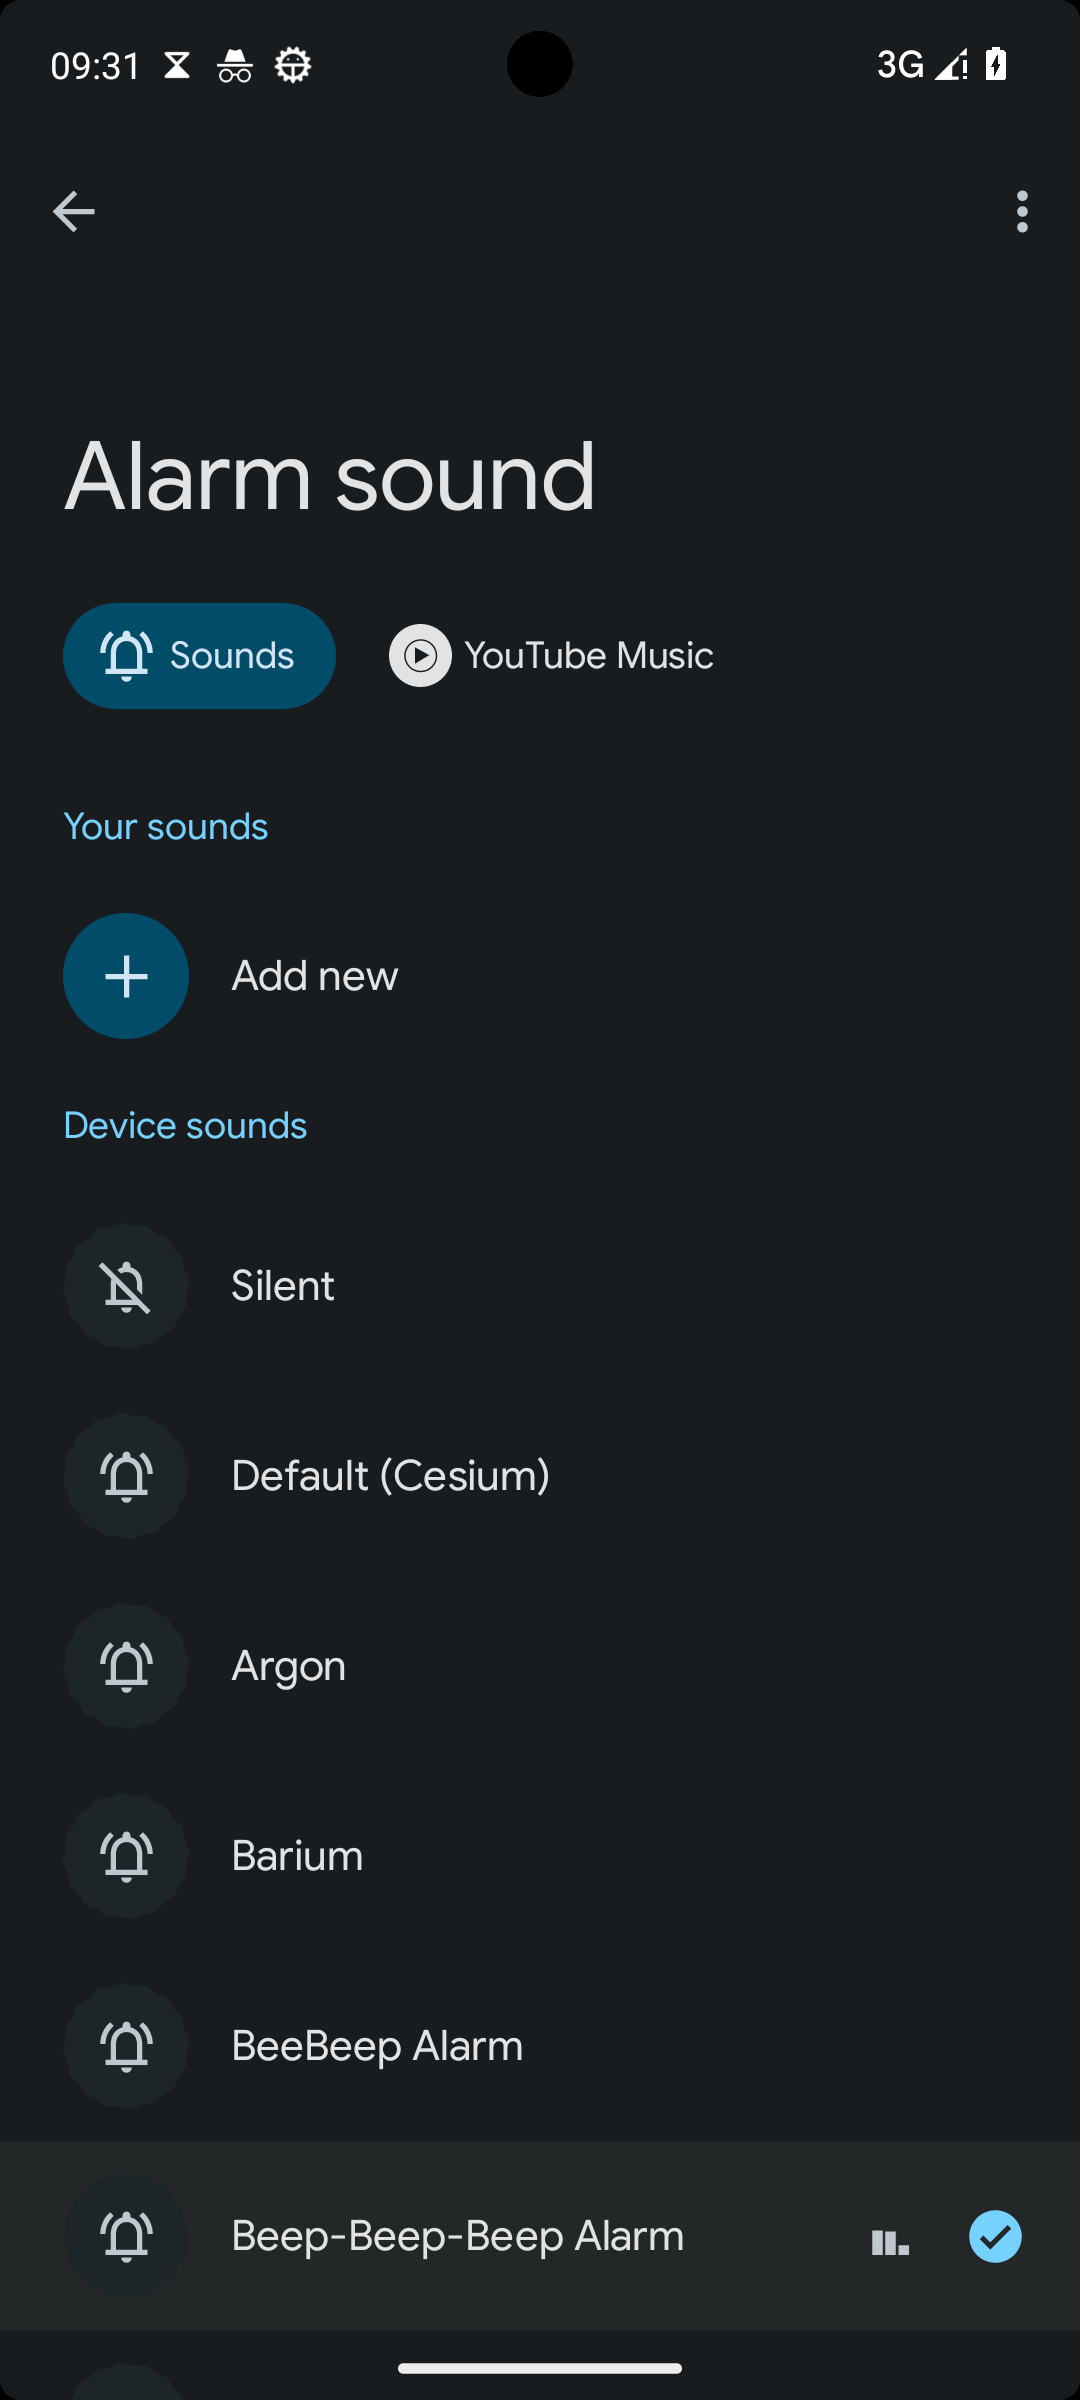 09:31
3G
Alarm sound
Sounds
YouTube Music
Your sounds
Add new
Device sounds
Silent
Default (Cesium)
Argon
Barium
BeeBeep Alarm
Beep-Beep-Beep Alarm